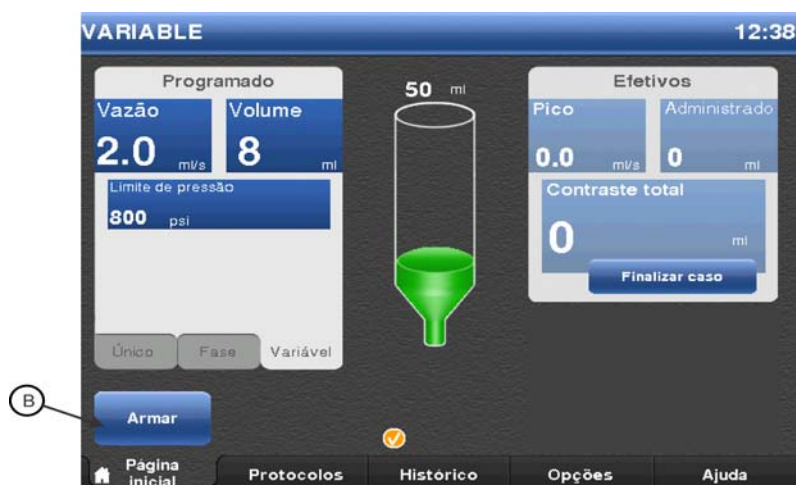 VARIABLE 12:38
Programado
Vazão Volume
2.0 ml/s 8 ml
Limite de pressão
800 psi
Único Fase Variável
50 ml
Efetivos
Pico Administrado
0.0 ml/s 0 ml
Contraste total
0 ml
Finalizar caso
B
Armar
Página
inicial Protocolos Histórico Opções Ajuda